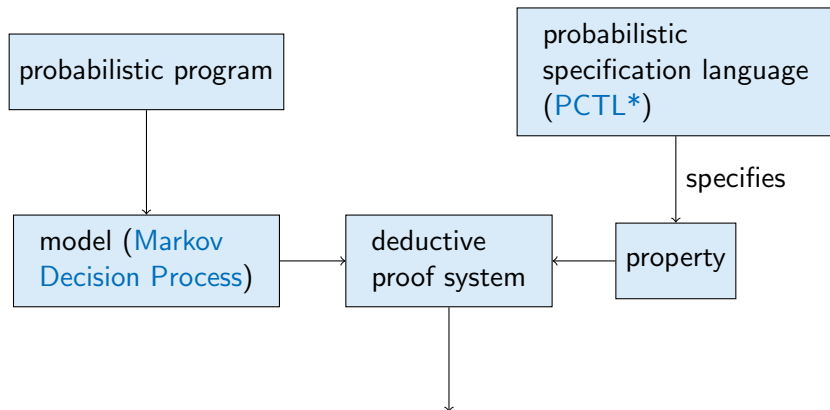 probabilistic program
probabilistic
specification language
(PCTL*)
specifies
model (Markov
Decision Process)
deductive
proof system
property